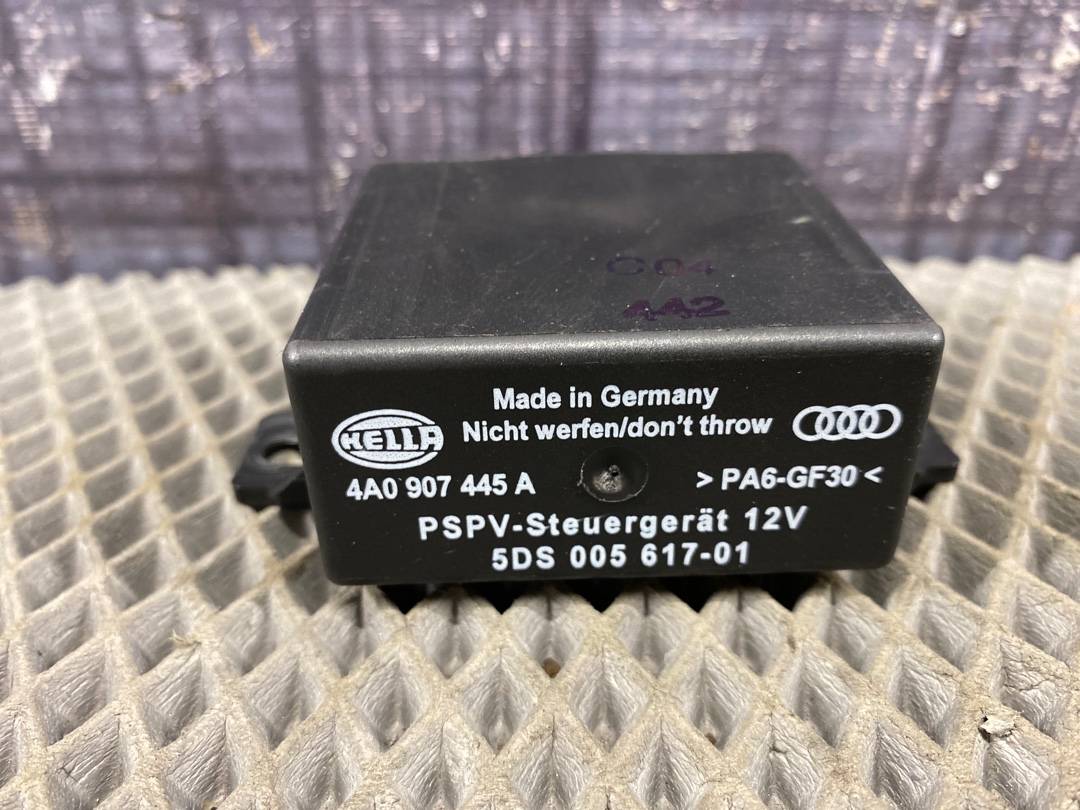 C04
442
Made in Germany
HELLA Nicht werfen/don't throw
4A0 907 445 A >PA6-GF30<
PSPV-Steuergerät 12V
5DS 005 617-01